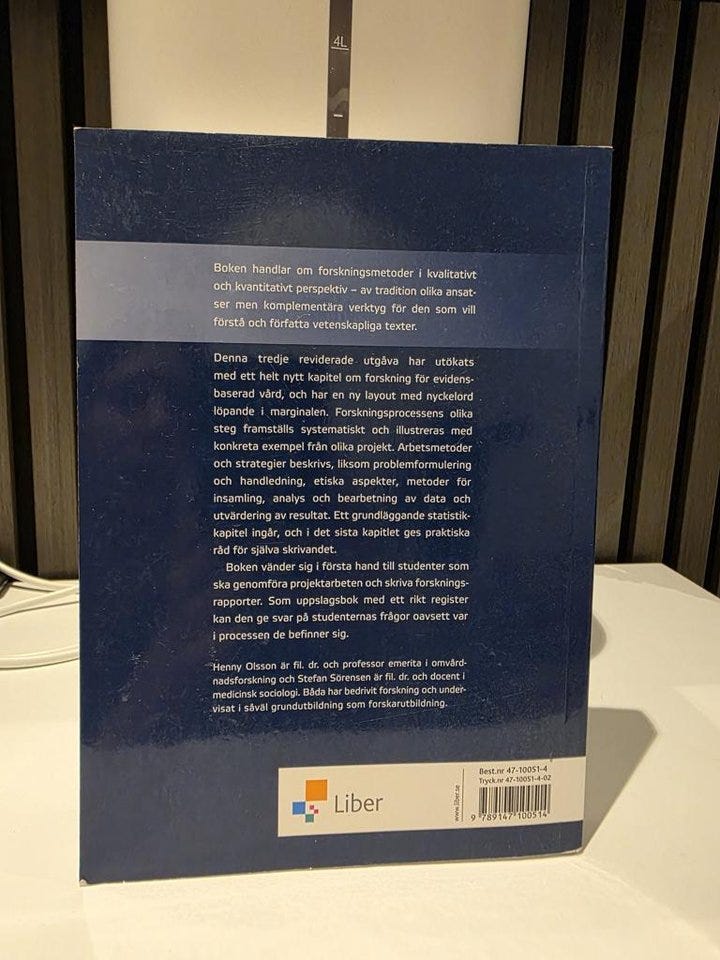 4L
Boken handlar om forskningsmetoder i kvalitativt
och kvantitativt perspektiv – av tradition olika ansat-
ser men komplementära verktyg för den som vill
förstå och författa vetenskapliga texter.
Denna tredje reviderade utgåva har utökats
med ett helt nytt kapitel om forskning för evidens-
baserad vård, och har en ny layout med nyckelord
löpande i marginalen. Forskningsprocessens olika
steg framställs systematiskt och illustreras med
konkreta exempel från olika projekt. Arbetsmetoder
och strategier beskrivs, liksom problemformulering
och handledning, etiska aspekter, metoder för
insamling, analys och bearbetning av data och
utvärdering av resultat. Ett grundläggande statistik-
kapitel ingår, och i det sista kapitlet ges praktiska
råd för själva skrivandet.
Boken vänder sig i första hand till studenter som
ska genomföra projektarbeten och skriva forsknings-
rapporter. Som uppslagsbok med ett rikt register
kan den ge svar på studenternas frågor oavsett var
i processen de befinner sig.
Henny Olsson är fil. dr. och professor emerita i omvård-
nadsforskning och Stefan Sörensen är fil. dr. och docent i
medicinsk sociologi. Båda har bedrivit forskning och under-
visat i såväl grundutbildning som forskarutbildning.
Liber
www.liber.se
Best.nr 47-10051-4
Tryck.nr 47-10051-4-02
9 789147 100514